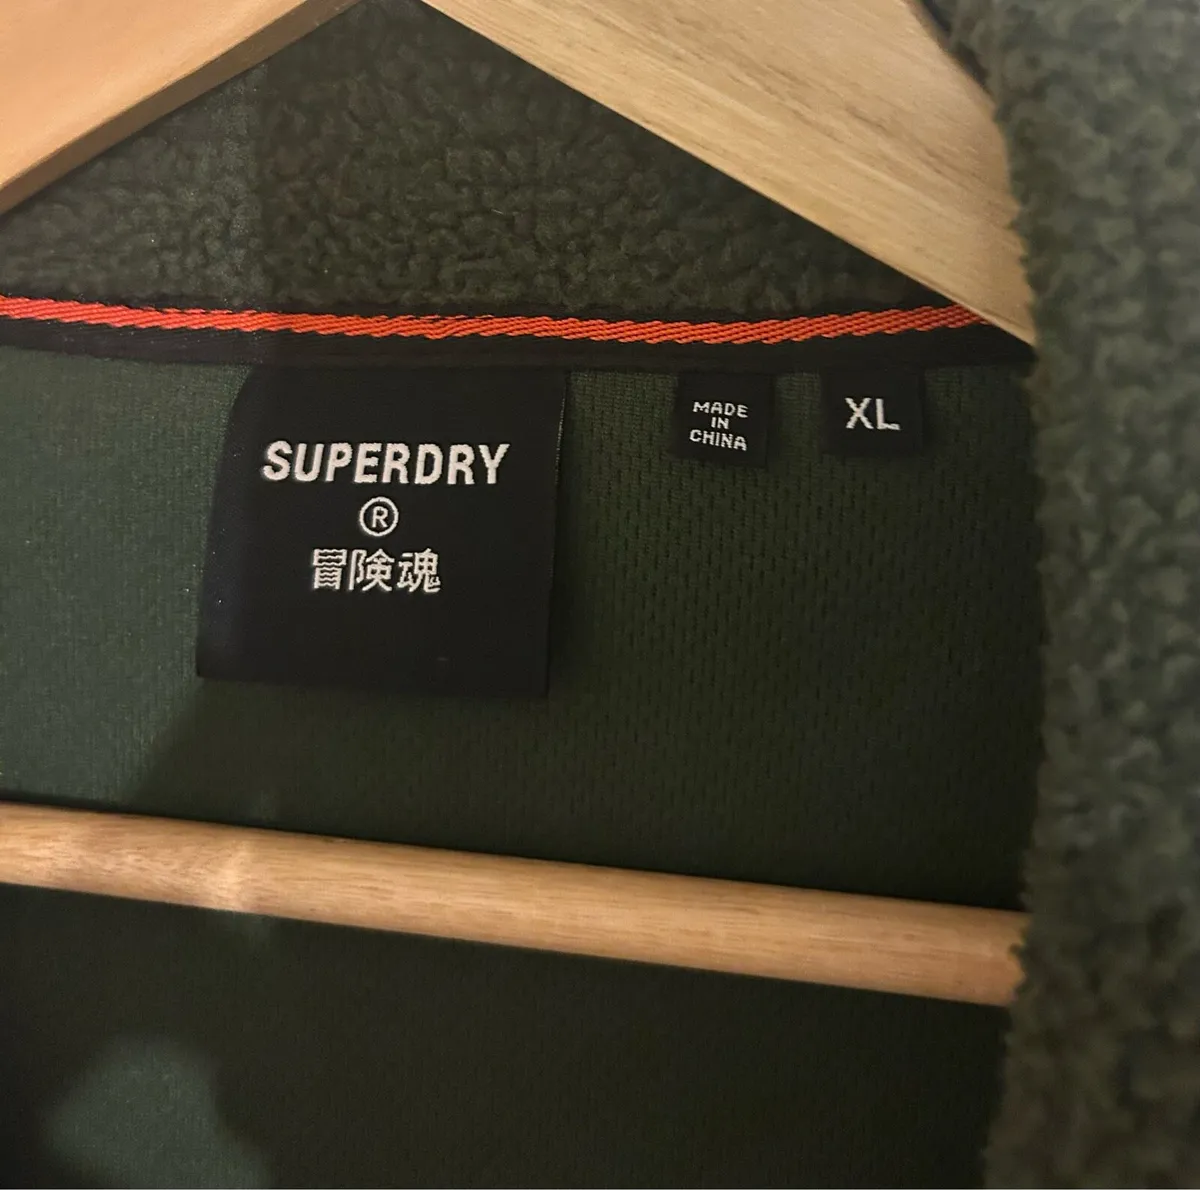 SUPERDRY
®
冒険魂
MADE
IN
CHINA
XL